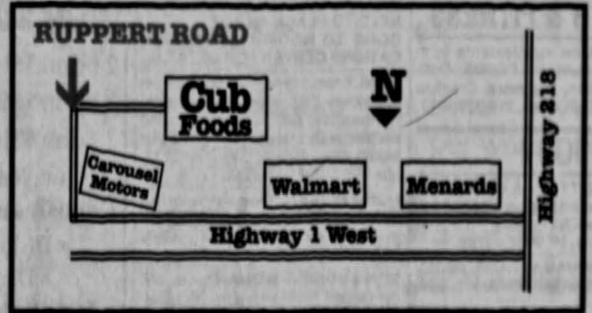 RUPPERT ROAD
Cub
Foods
N
Carousel
Motors
Walmart
Menards
Highway 218
Highway 1 West